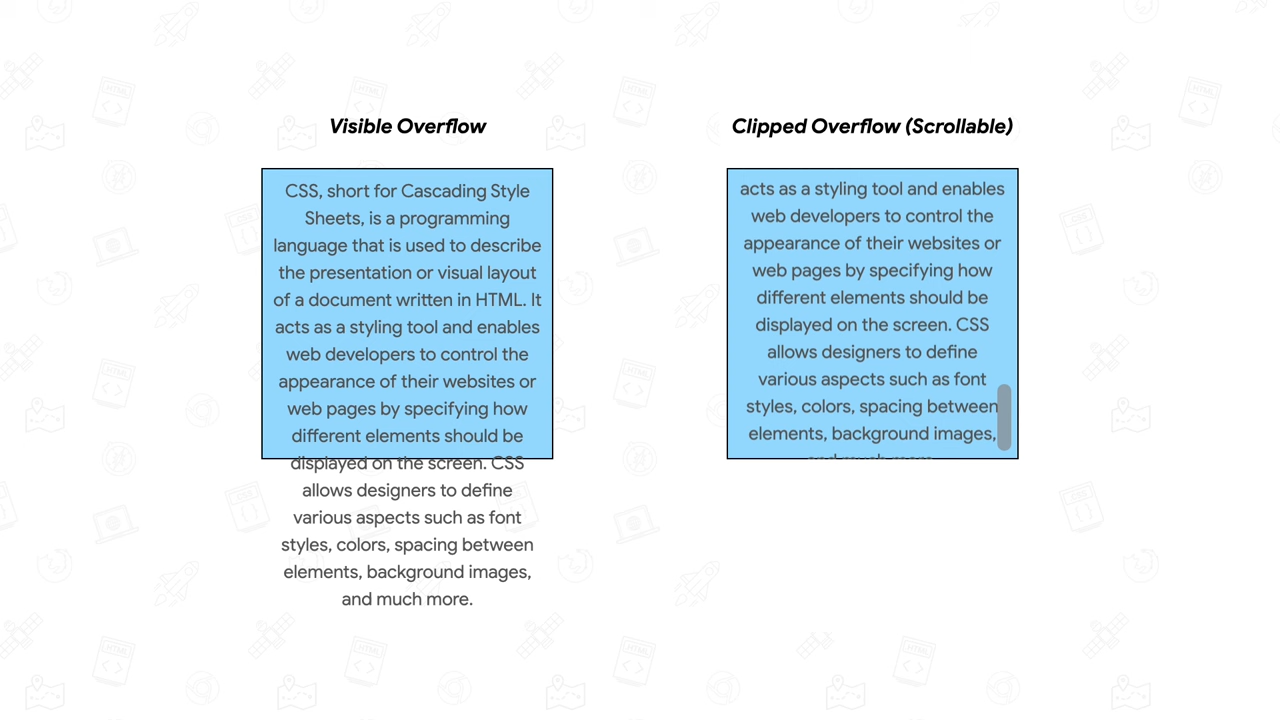 Visible Overflow
CSS, short for Cascading Style
Sheets, is a programming
language that is used to describe
the presentation or visual layout
of a document written in HTML. It
acts as a styling tool and enables
web developers to control the
appearance of their websites or
web pages by specifying how
different elements should be
displayed on the screen. CSS
allows designers to define
various aspects such as font
styles, colors, spacing between
elements, background images,
and much more.
Clipped Overflow (Scrollable)
acts as a styling tool and enables
web developers to control the
appearance of their websites or
web pages by specifying how
different elements should be
displayed on the screen. CSS
allows designers to define
various aspects such as font
styles, colors, spacing between
elements, background images,